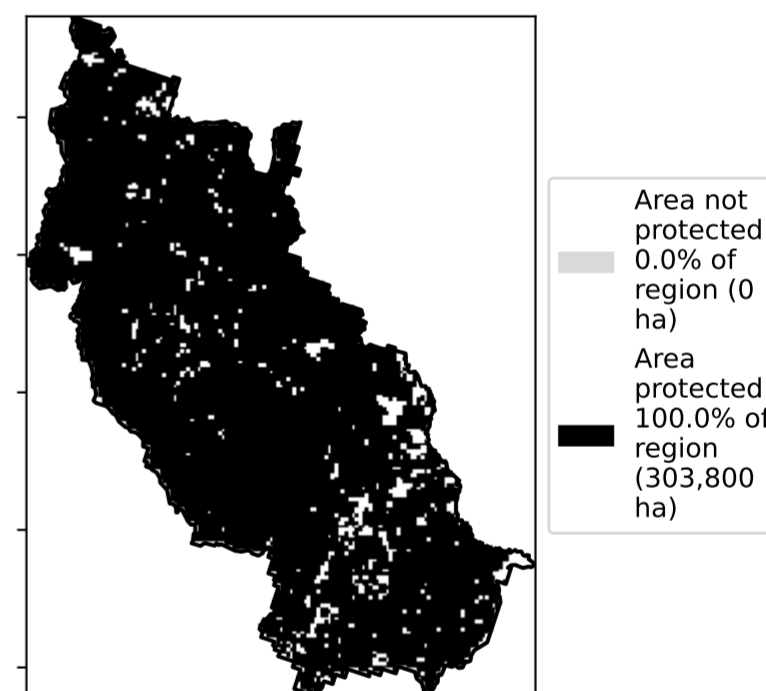 Area not
protected
0.0% of
region (0
ha)
Area
protected
100.0% of
region
(303,800
ha)